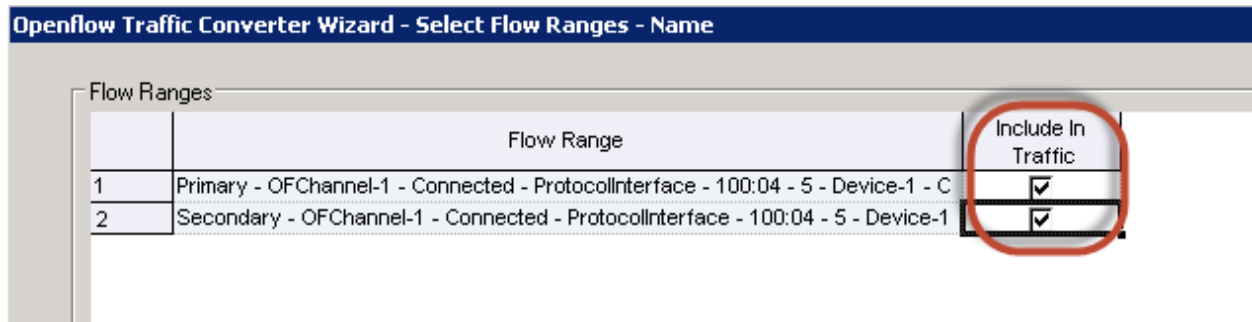 Openflow Traffic Converter Wizard - Select Flow Ranges - Name
Flow Ranges
Flow Range
Include In
Traffic
1 Primary - OFChannel-1 - Connected - ProtocolInterface - 100:04 - 5 - Device-1 - C
2 Secondary - OFChannel-1 - Connected - ProtocolInterface - 100:04 - 5 - Device-1